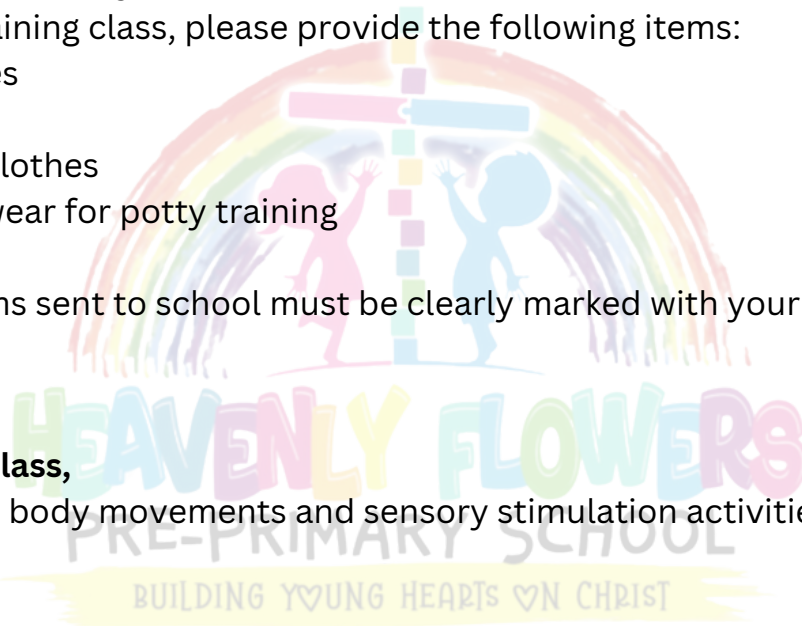 aining class, please provide the following items:
es
lothes
wear for potty training
ns sent to school must be clearly marked with your
HEAVENLY FLOWERS
lass,
body movements and sensory stimulation activitie
PRE-PRIMARY SCHOOL
BUILDING YOUNG HEARTS ON CHRIST